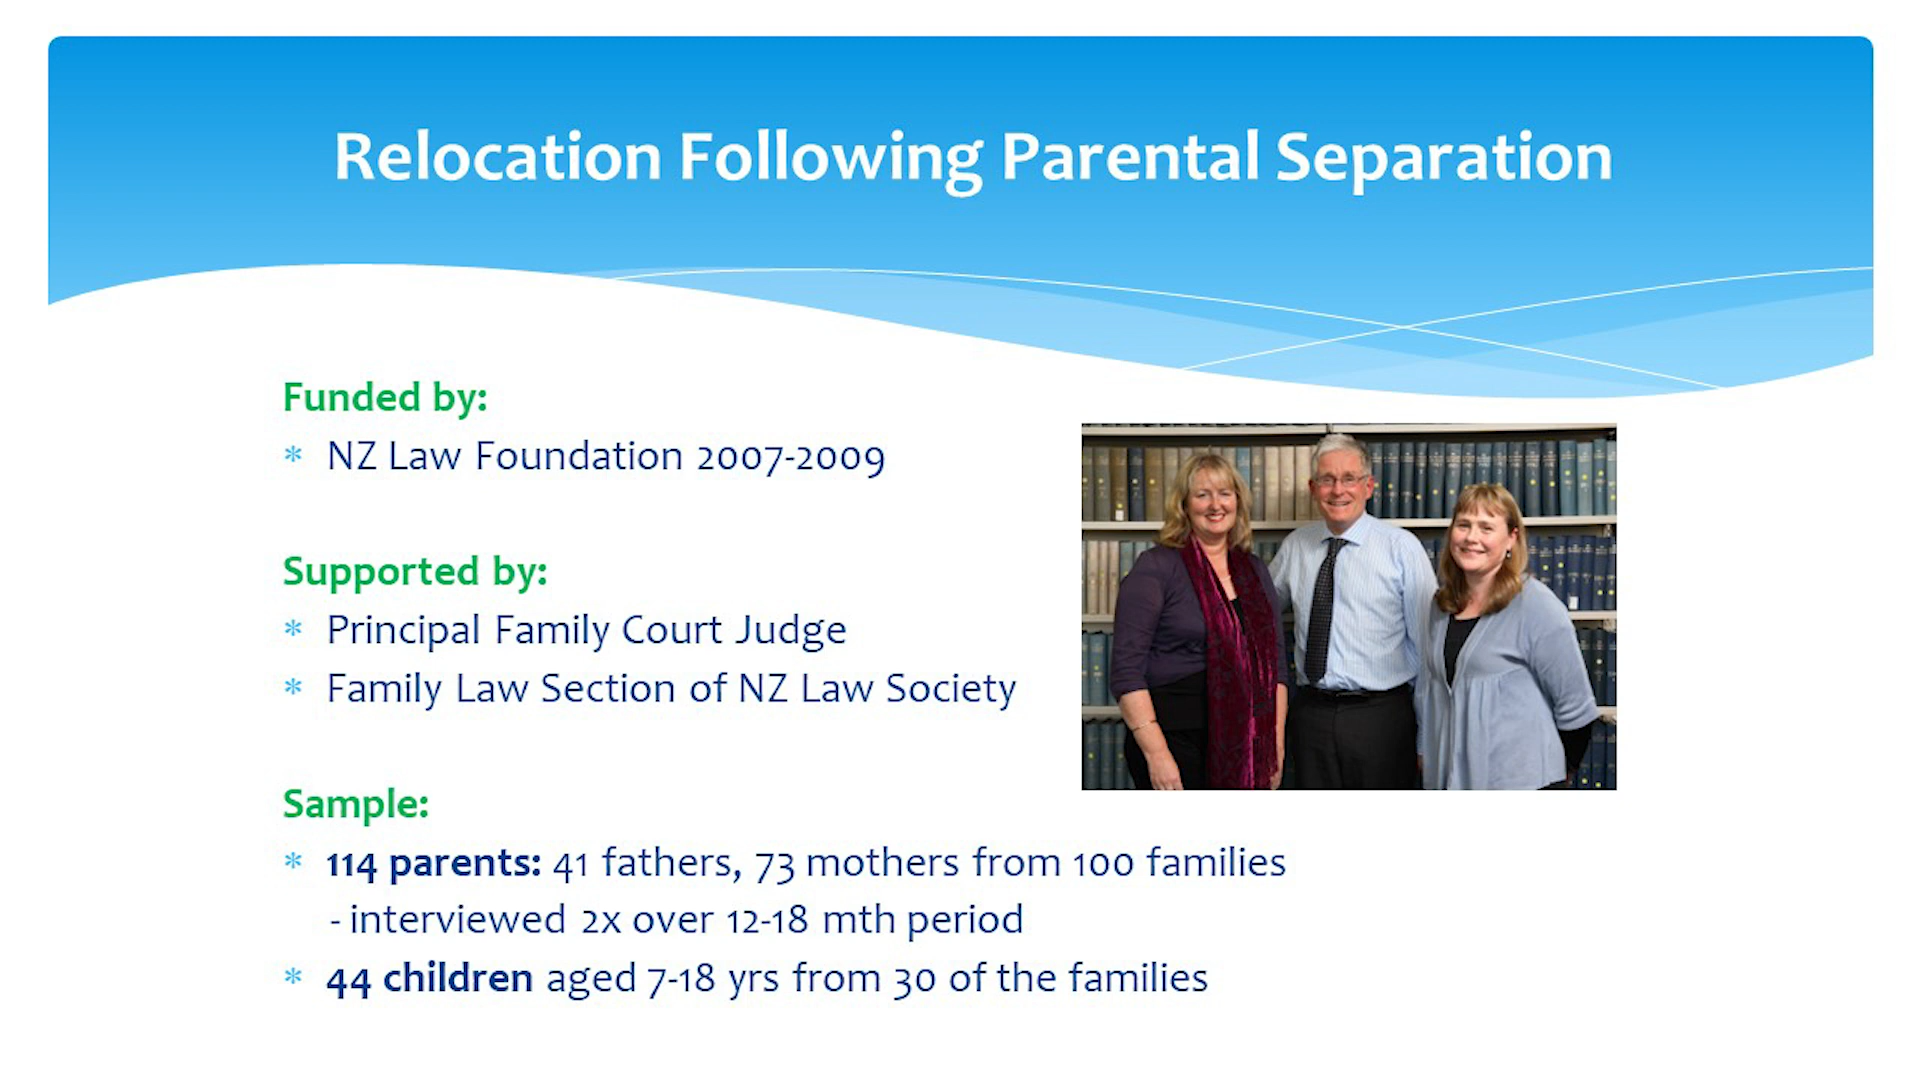 Relocation Following Parental Separation
Funded by:
* NZ Law Foundation 2007-2009
Supported by:
* Principal Family Court Judge
* Family Law Section of NZ Law Society
Sample:
* 114 parents: 41 fathers, 73 mothers from 100 families
- interviewed 2x over 12-18 mth period
* 44 children aged 7-18 yrs from 30 of the families